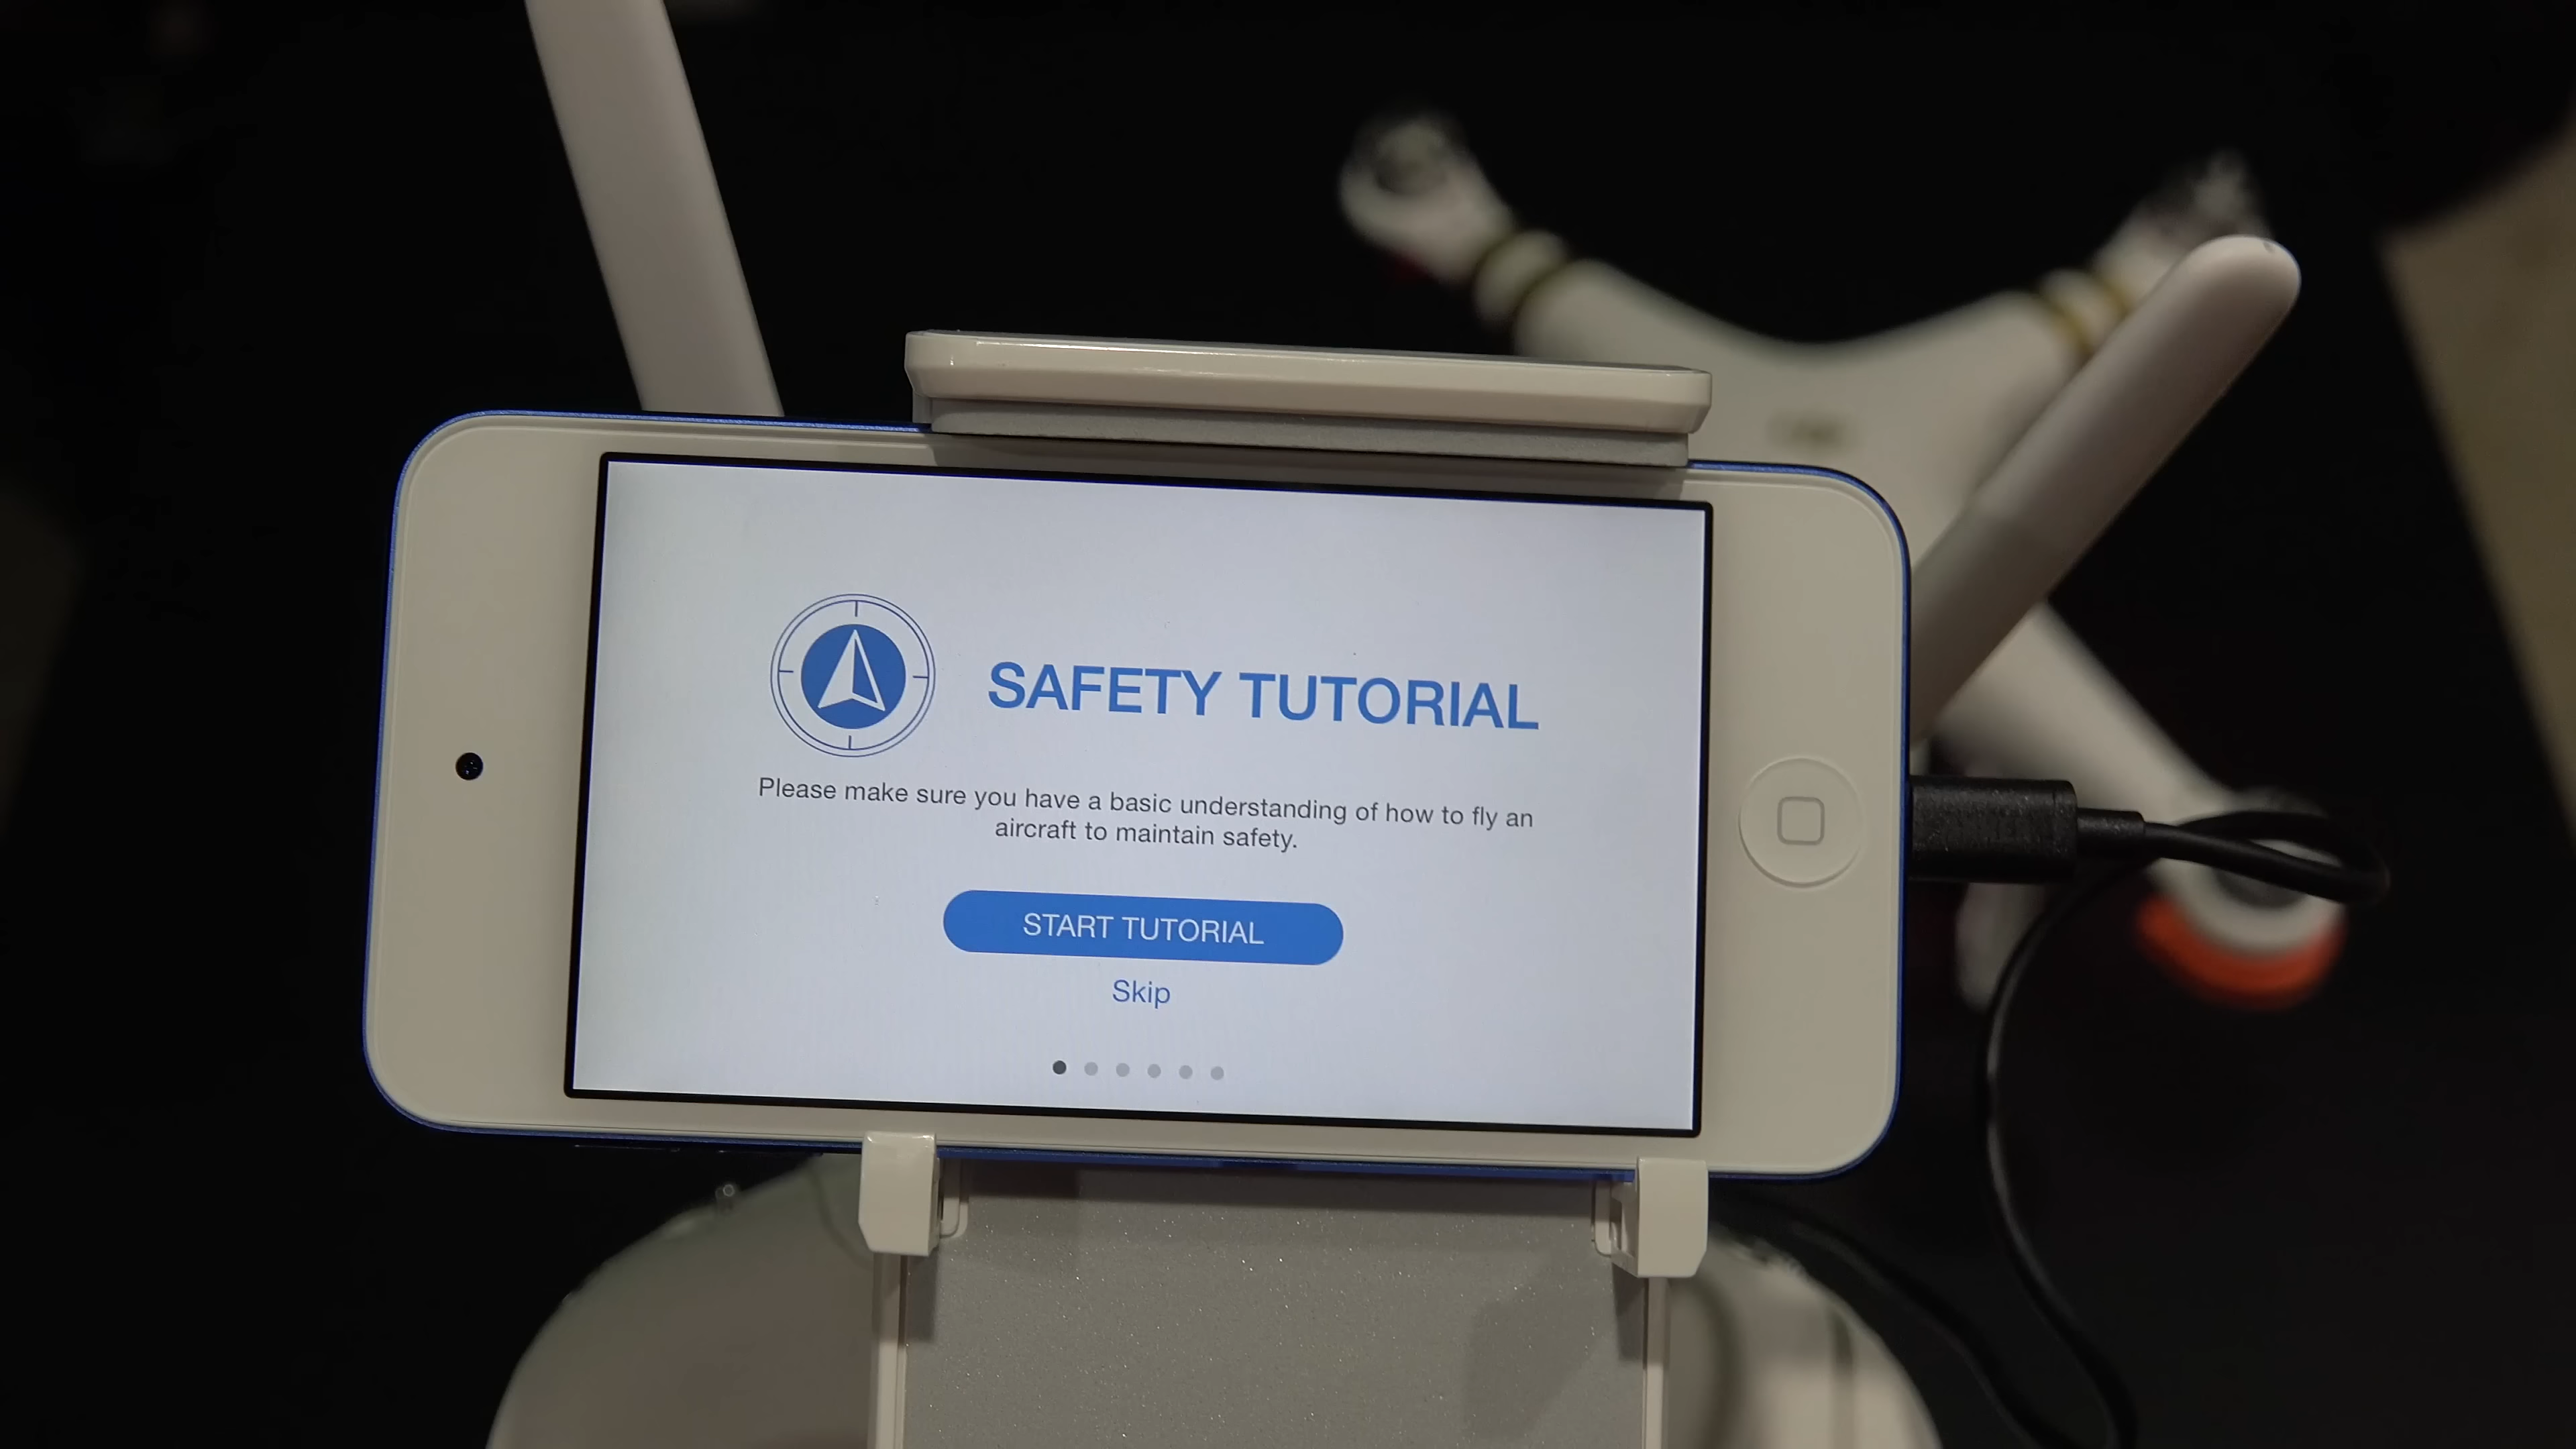 SAFETY TUTORIAL
Please make sure you have a basic understanding of how to fly an
aircraft to maintain safety.
START TUTORIAL
Skip